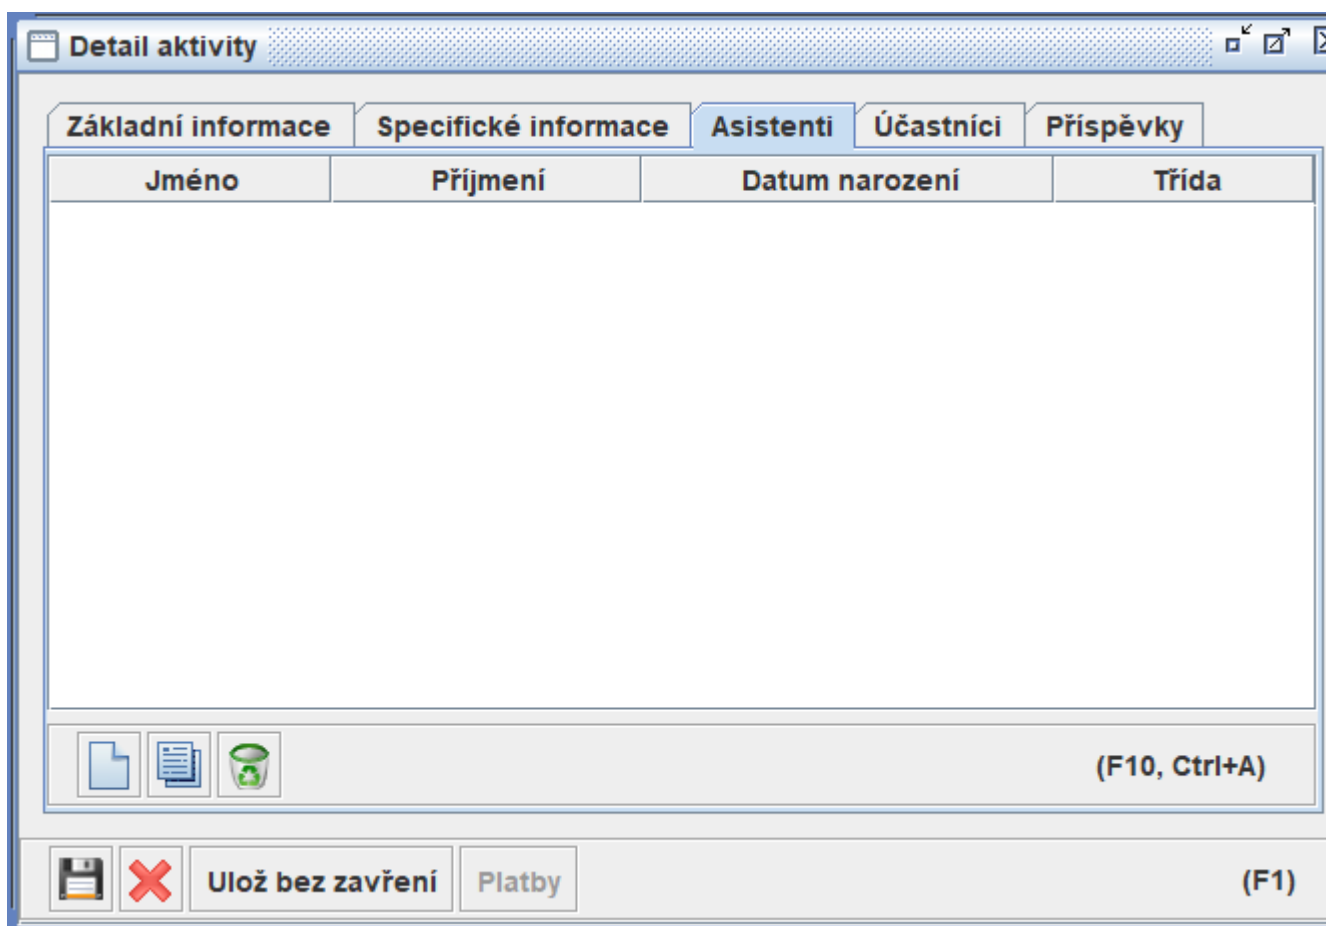 Detail aktivity
Základní informace Specifické informace Asistenti Účastníci Příspěvky
Jméno Příjmení Datum narození Třída
(F10, Ctrl+A)
Ulož bez zavření Platby (F1)